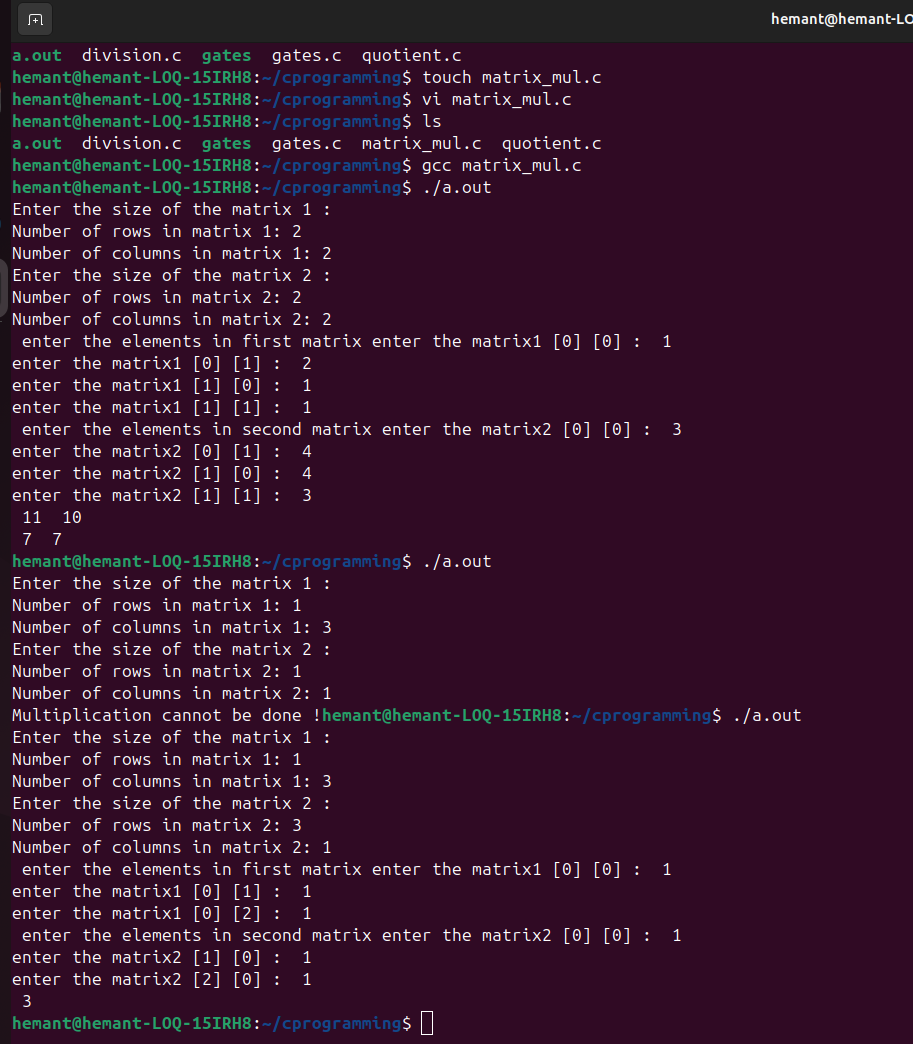 hemant@hemant-LO
a.out  division.c  gates  gates.c  quotient.c
hemant@hemant-LOQ-15IRH8:~/cprogramming$ touch matrix_mul.c
hemant@hemant-LOQ-15IRH8:~/cprogramming$ vi matrix_mul.c
hemant@hemant-LOQ-15IRH8:~/cprogramming$ ls
a.out  division.c  gates  gates.c  matrix_mul.c  quotient.c
hemant@hemant-LOQ-15IRH8:~/cprogramming$ gcc matrix_mul.c
hemant@hemant-LOQ-15IRH8:~/cprogramming$ ./a.out
Enter the size of the matrix 1 :
Number of rows in matrix 1: 2
Number of columns in matrix 1: 2
Enter the size of the matrix 2 :
Number of rows in matrix 2: 2
Number of columns in matrix 2: 2
 enter the elements in first matrix enter the matrix1 [0] [0] :  1
enter the matrix1 [0] [1] :  2
enter the matrix1 [1] [0] :  1
enter the matrix1 [1] [1] :  1
 enter the elements in second matrix enter the matrix2 [0] [0] :  3
enter the matrix2 [0] [1] :  4
enter the matrix2 [1] [0] :  4
enter the matrix2 [1] [1] :  3
 11  10
 7  7
hemant@hemant-LOQ-15IRH8:~/cprogramming$ ./a.out
Enter the size of the matrix 1 :
Number of rows in matrix 1: 1
Number of columns in matrix 1: 3
Enter the size of the matrix 2 :
Number of rows in matrix 2: 1
Number of columns in matrix 2: 1
Multiplication cannot be done !hemant@hemant-LOQ-15IRH8:~/cprogramming$ ./a.out
Enter the size of the matrix 1 :
Number of rows in matrix 1: 1
Number of columns in matrix 1: 3
Enter the size of the matrix 2 :
Number of rows in matrix 2: 3
Number of columns in matrix 2: 1
 enter the elements in first matrix enter the matrix1 [0] [0] :  1
enter the matrix1 [0] [1] :  1
enter the matrix1 [0] [2] :  1
 enter the elements in second matrix enter the matrix2 [0] [0] :  1
enter the matrix2 [1] [0] :  1
enter the matrix2 [2] [0] :  1
 3
hemant@hemant-LOQ-15IRH8:~/cprogramming$